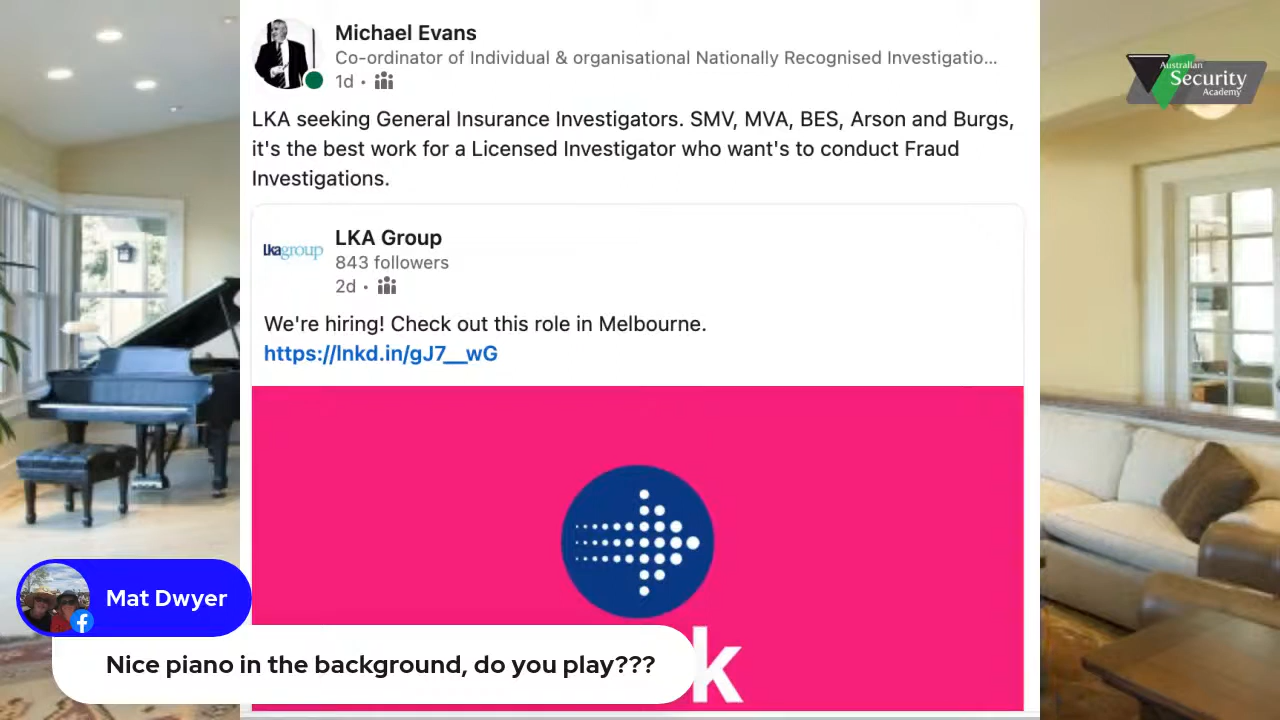 Michael Evans
Co-ordinator of Individual & organisational Nationally Recognised Investigatio...
1d •
LKA seeking General Insurance Investigators. SMV, MVA, BES, Arson and Burgs,
it's the best work for a Licensed Investigator who want's to conduct Fraud
Investigations.
lkagroup
LKA Group
843 followers
2d •
We're hiring! Check out this role in Melbourne.
https://lnkd.in/gJ7__wG
k
Australian
Security
Academy
Mat Dwyer
Nice piano in the background, do you play???